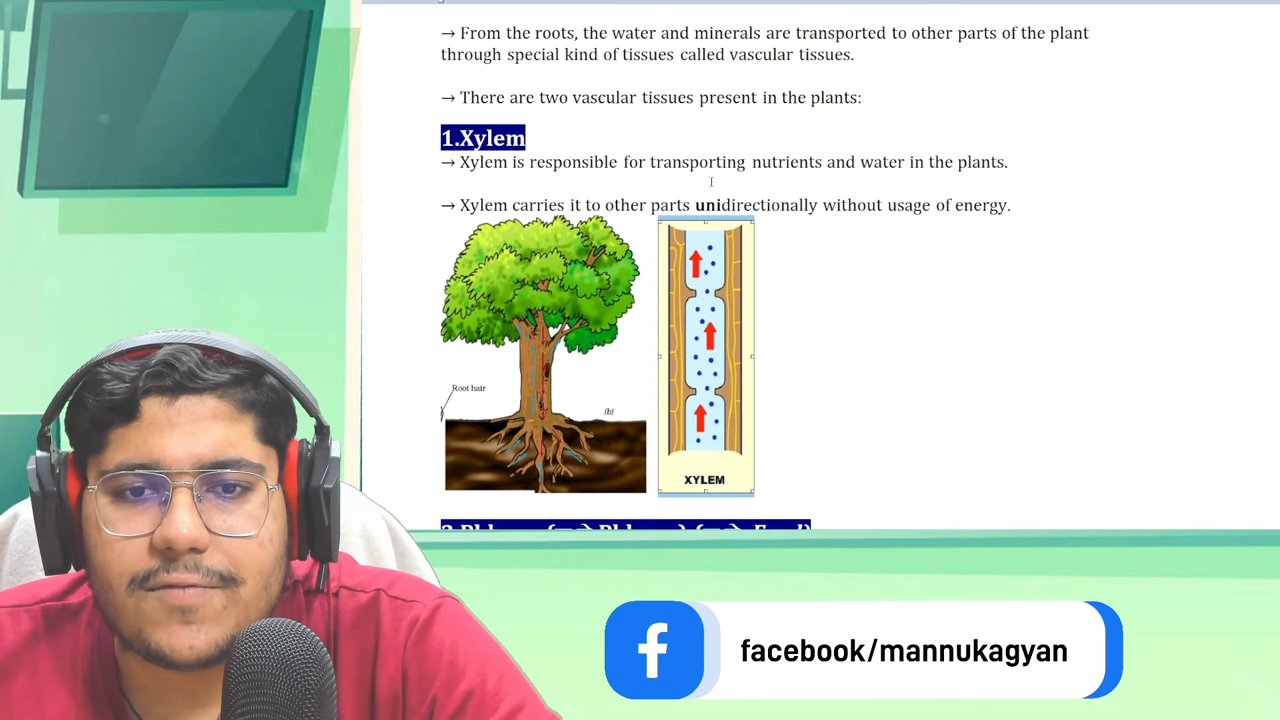 → From the roots, the water and minerals are transported to other parts of the plant
through special kind of tissues called vascular tissues.
→ There are two vascular tissues present in the plants:
1.Xylem
→ Xylem is responsible for transporting nutrients and water in the plants.
→ Xylem carries it to other parts unidirectionally without usage of energy.
Root hair
(b)
XYLEM
facebook/mannukagyan